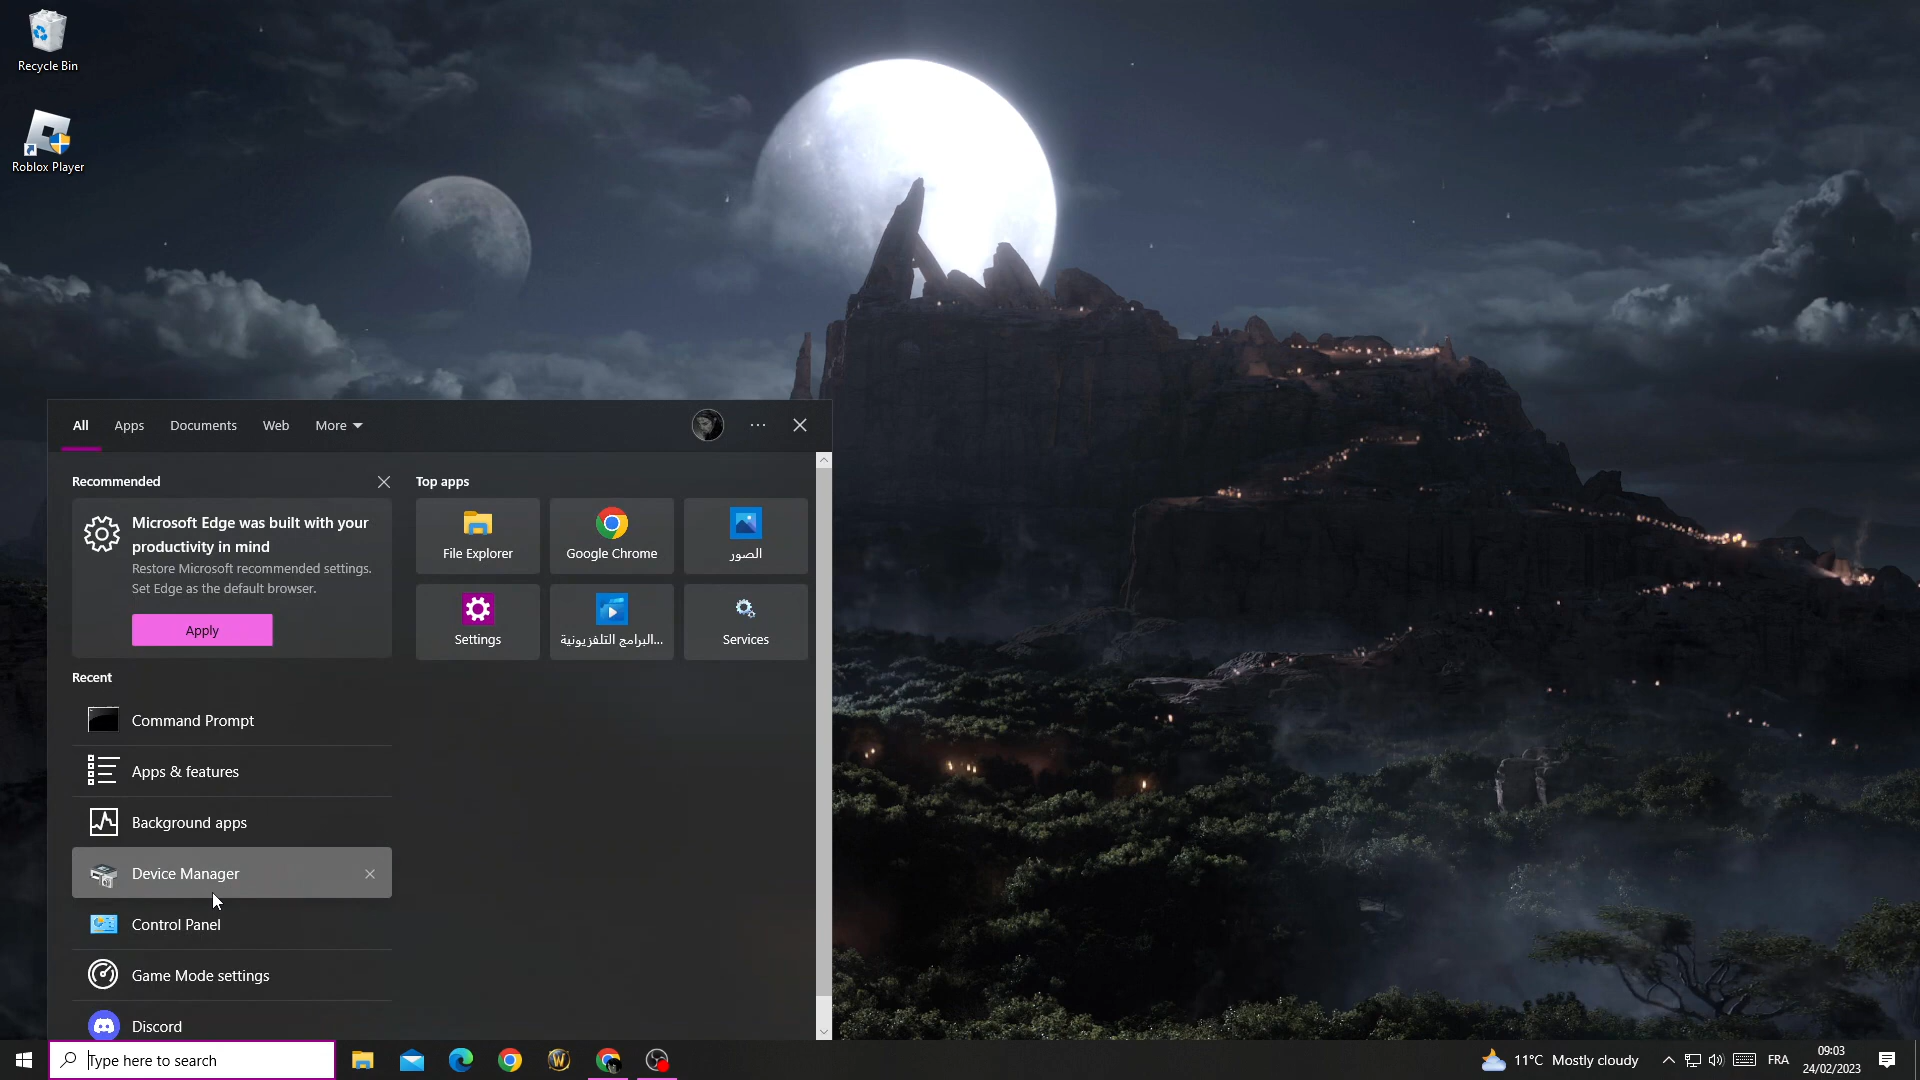 Recycle Bin
Roblox Player
All Apps Documents Web More
Recommended
Microsoft Edge was built with your
productivity in mind
Restore Microsoft recommended settings.
Set Edge as the default browser.
Apply
Top apps
File Explorer Google Chrome الصور
Settings البرامج التلفزيونية... Services
Recent
Command Prompt
Apps & features
Background apps
Device Manager
Control Panel
Game Mode settings
Discord
Type here to search
11°C Mostly cloudy
FRA
09:03
24/02/2023